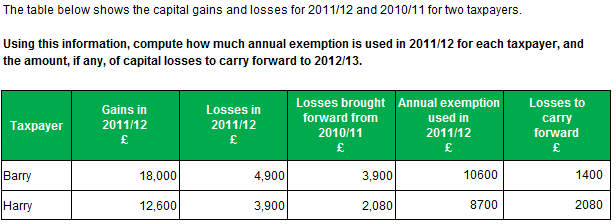 The table below shows the capital gains and losses for 2011/12 and 2010/11 for two taxpayers.
Using this information, compute how much annual exemption is used in 2011/12 for each taxpayer, and
the amount, if any, of capital losses to carry forward to 2012/13.
Taxpayer Gains in 2011/12 £ Losses in 2011/12 £ Losses brought forward from 2010/11 £ Annual exemption used in 2011/12 £ Losses to carry forward £
Barry 18,000 4,900 3,900 10600 1400
Harry 12,600 3,900 2,080 8700 2080